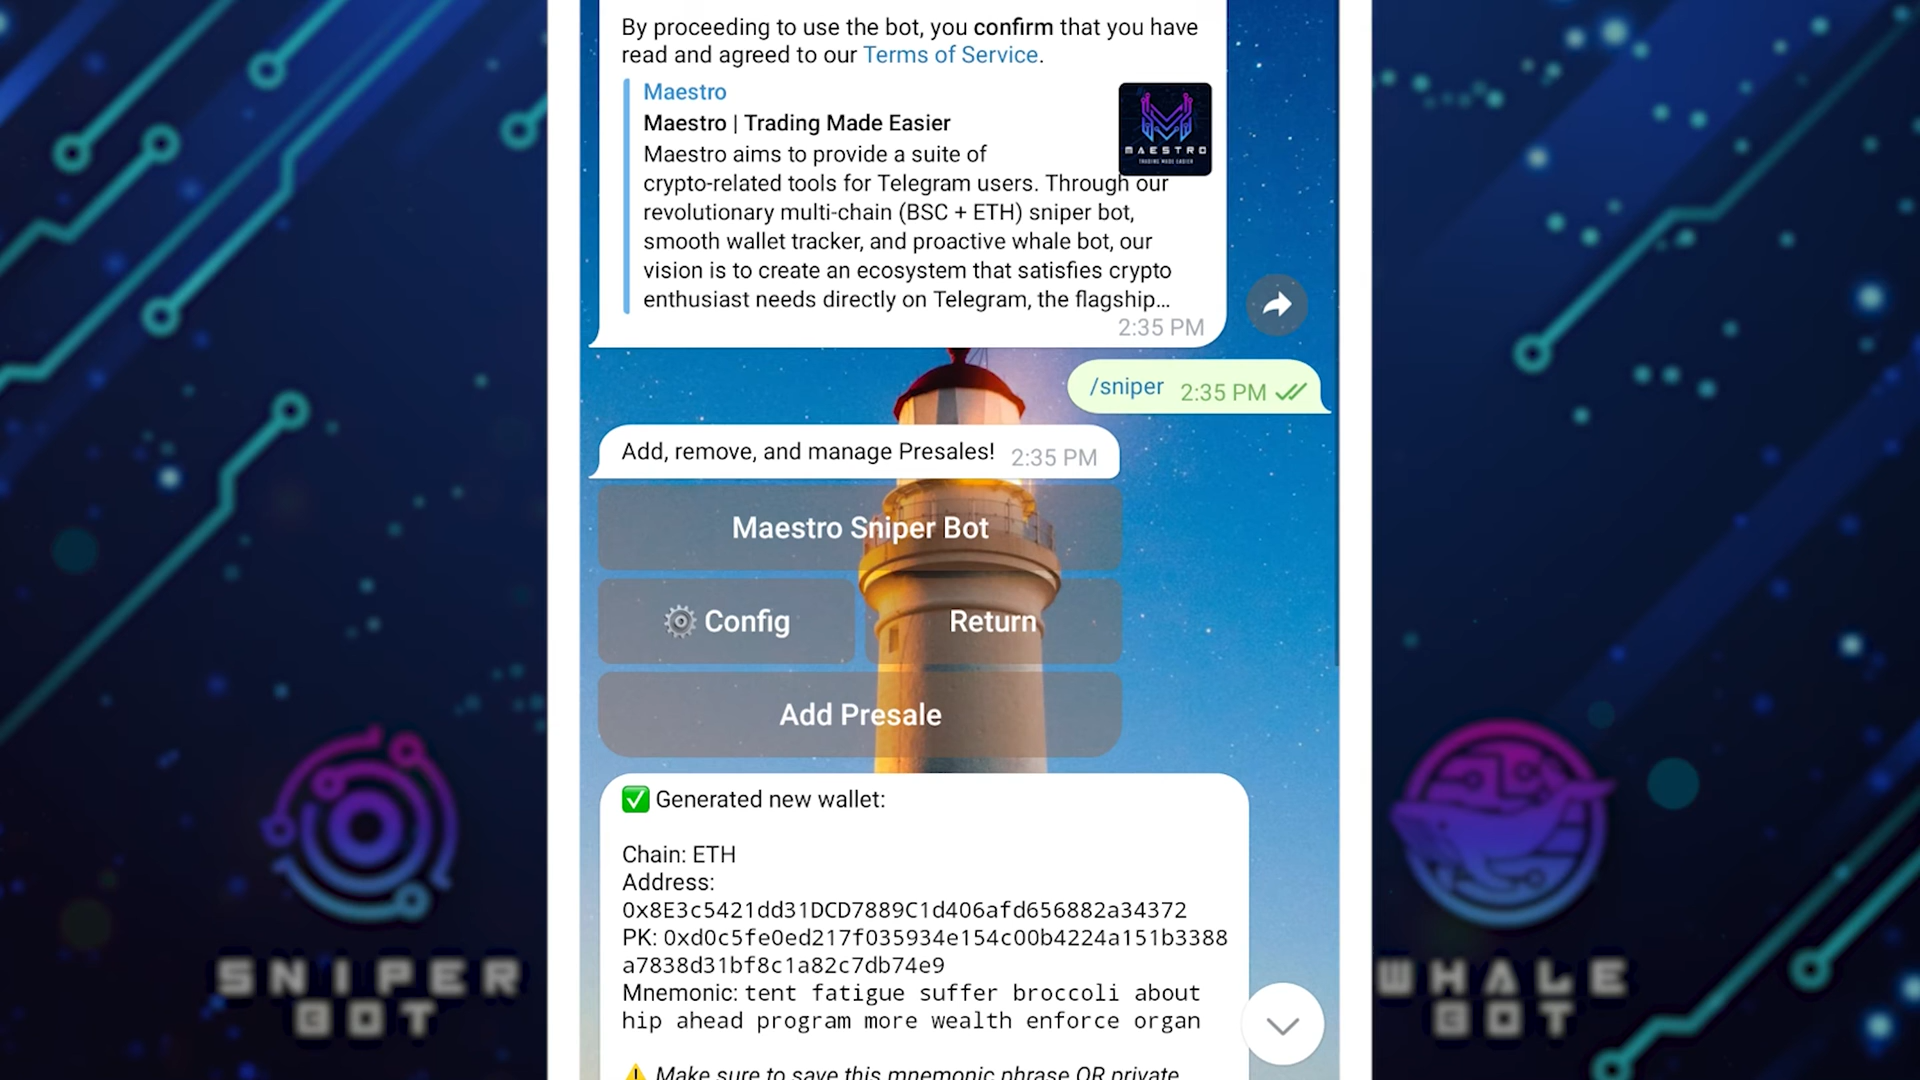 By proceeding to use the bot, you confirm that you have
read and agreed to our Terms of Service.
Maestro
Maestro | Trading Made Easier
Maestro aims to provide a suite of
crypto-related tools for Telegram users. Through our
revolutionary multi-chain (BSC + ETH) sniper bot,
smooth wallet tracker, and proactive whale bot, our
vision is to create an ecosystem that satisfies crypto
enthusiast needs directly on Telegram, the flagship...
MAESTRO
TRADING MADE EASIER
2:35 PM
/sniper 2:35 PM
Add, remove, and manage Presales! 2:35 PM
Maestro Sniper Bot
Config
Return
Add Presale
✅ Generated new wallet:
Chain: ETH
Address:
0x8E3c5421dd31DCD7889C1d406afd656882a34372
PK: 0xd0c5fe0ed217f035934e154c00b4224a151b3388
a7838d31bf8c1a82c7db74e9
Mnemonic: tent fatigue suffer broccoli about
hip ahead program more wealth enforce organ
⚠ Make sure to save this mnemonic phrase OR private
SNIPER
BOT
WHALE
BOT